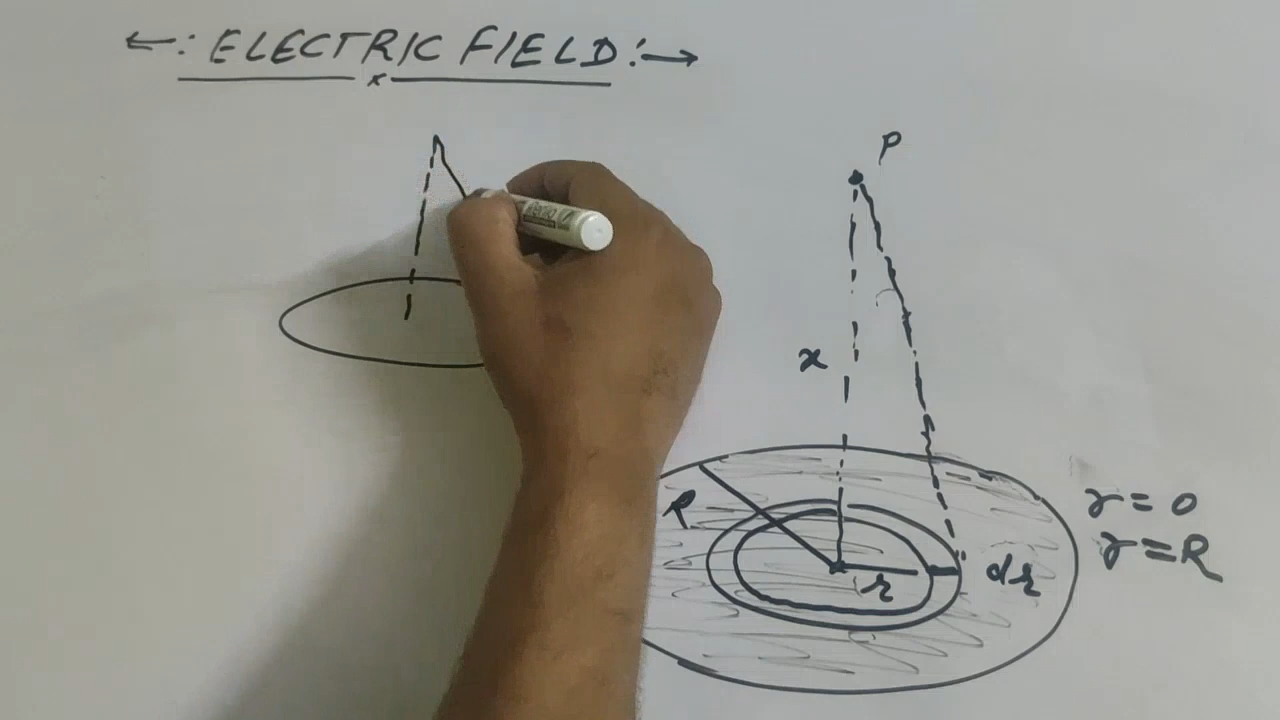 ←: ELECTRIC FIELD :→
x
P
x
R
r
dr
r = 0
r = R